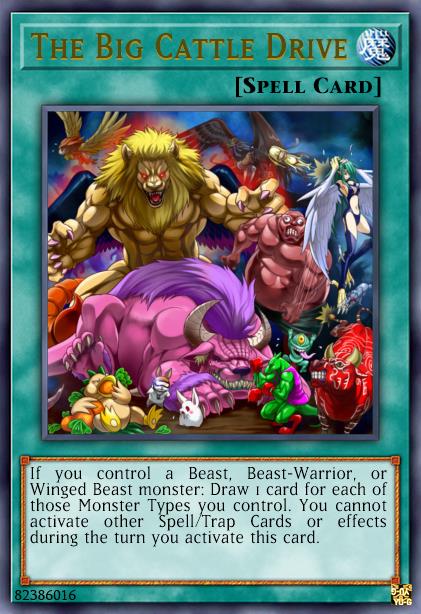 The Big Cattle Drive
[Spell Card]
If you control a Beast, Beast-Warrior, or
Winged Beast monster: Draw 1 card for each of
those Monster Types you control. You cannot
activate other Spell/Trap Cards or effects
during the turn you activate this card.
82386016